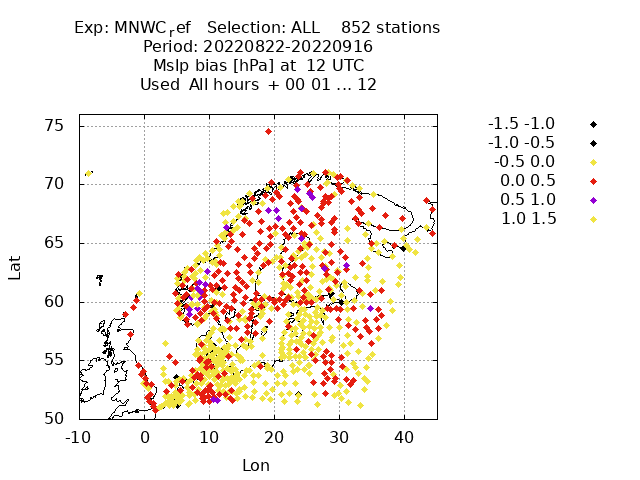 Exp: MNWC_ref   Selection: ALL    852 stations
Period: 20220822-20220916
Mslp bias [hPa] at  12 UTC
Used  All hours  + 00 01 ... 12
-1.5 -1.0
-1.0 -0.5
-0.5 0.0
0.0 0.5
0.5 1.0
1.0 1.5
75
70
65
60
55
50
Lat
-10 0 10 20 30 40
Lon